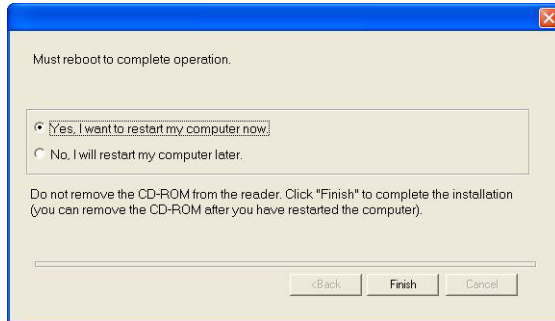 Must reboot to complete operation.
Yes, I want to restart my computer now.
No, I will restart my computer later.
Do not remove the CD-ROM from the reader. Click "Finish" to complete the installation
(you can remove the CD-ROM after you have restarted the computer).
<Back Finish Cancel